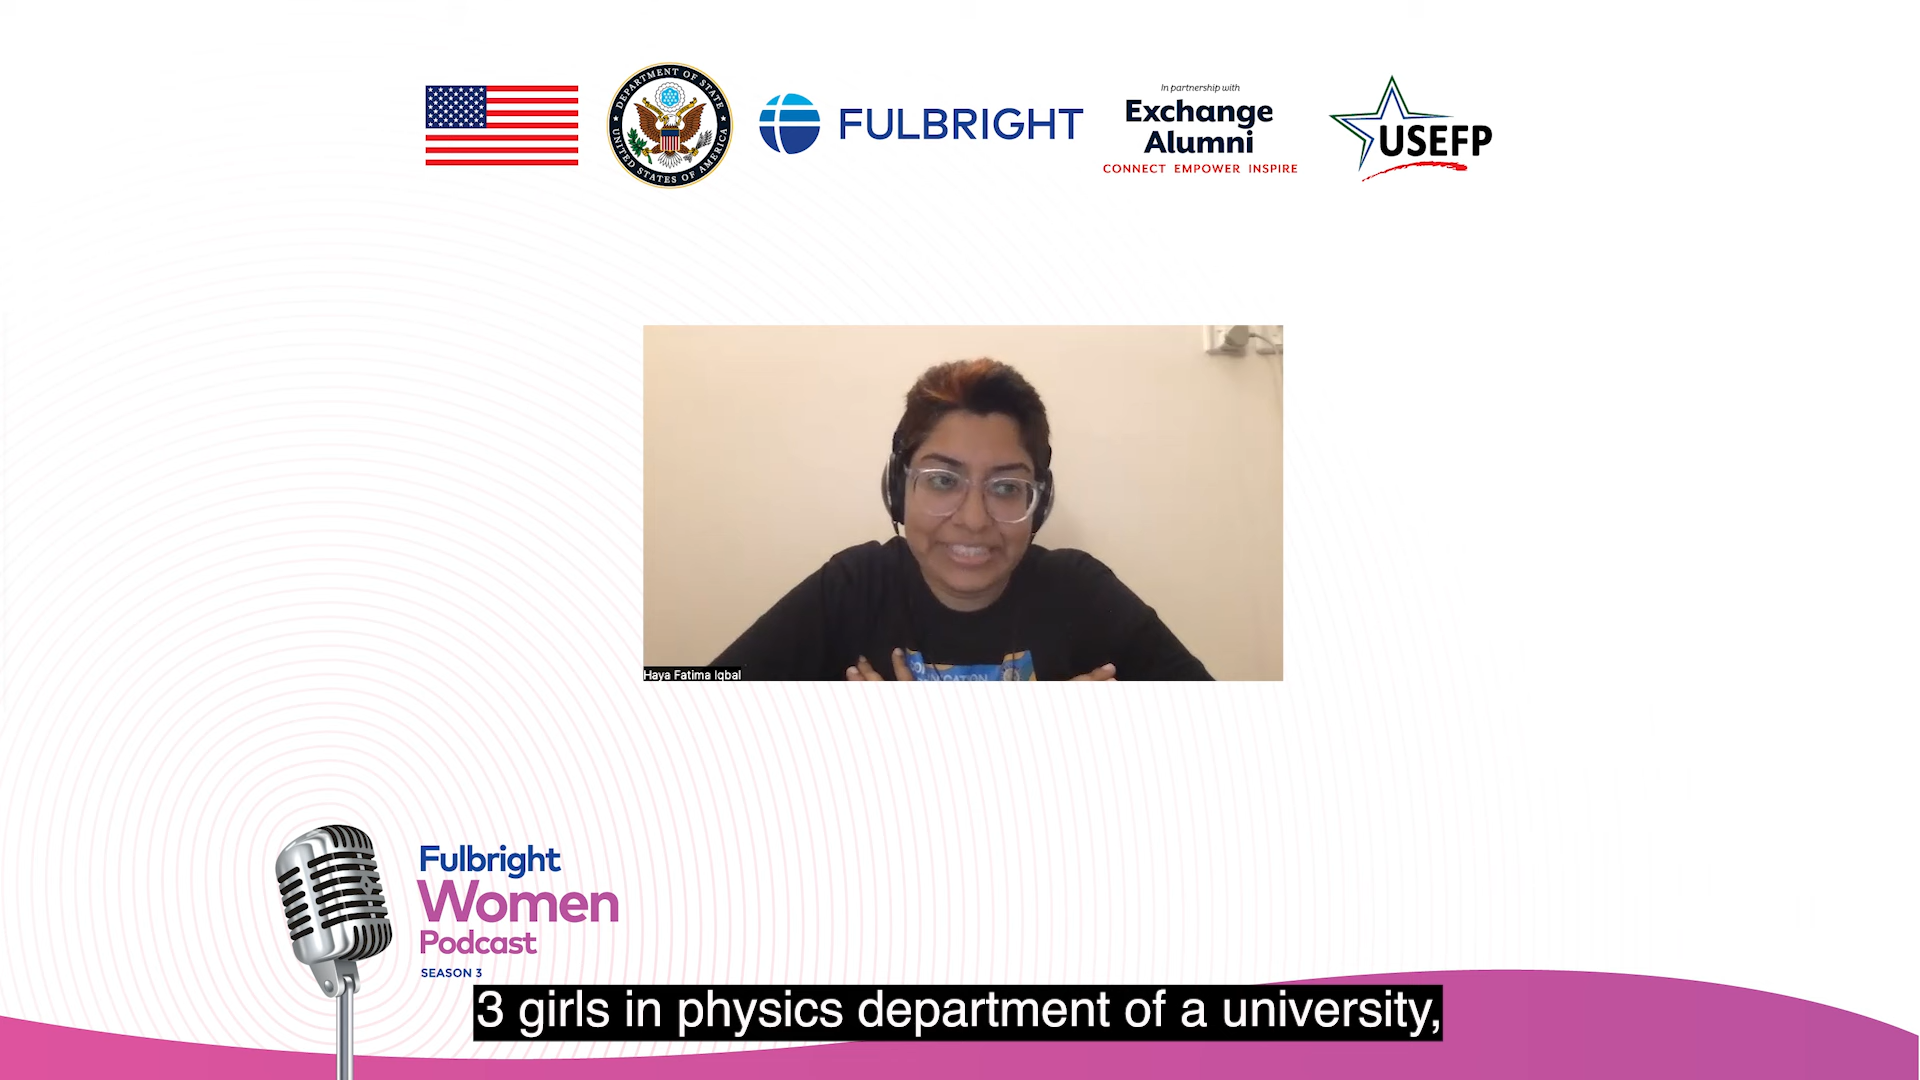 DEPARTMENT OF STATE
UNITED STATES OF AMERICA
FULBRIGHT
In partnership with
Exchange
Alumni
CONNECT EMPOWER INSPIRE
USEFP
Haya Fatima Iqbal
Fulbright
Women
Podcast
SEASON 3
3 girls in physics department of a university,